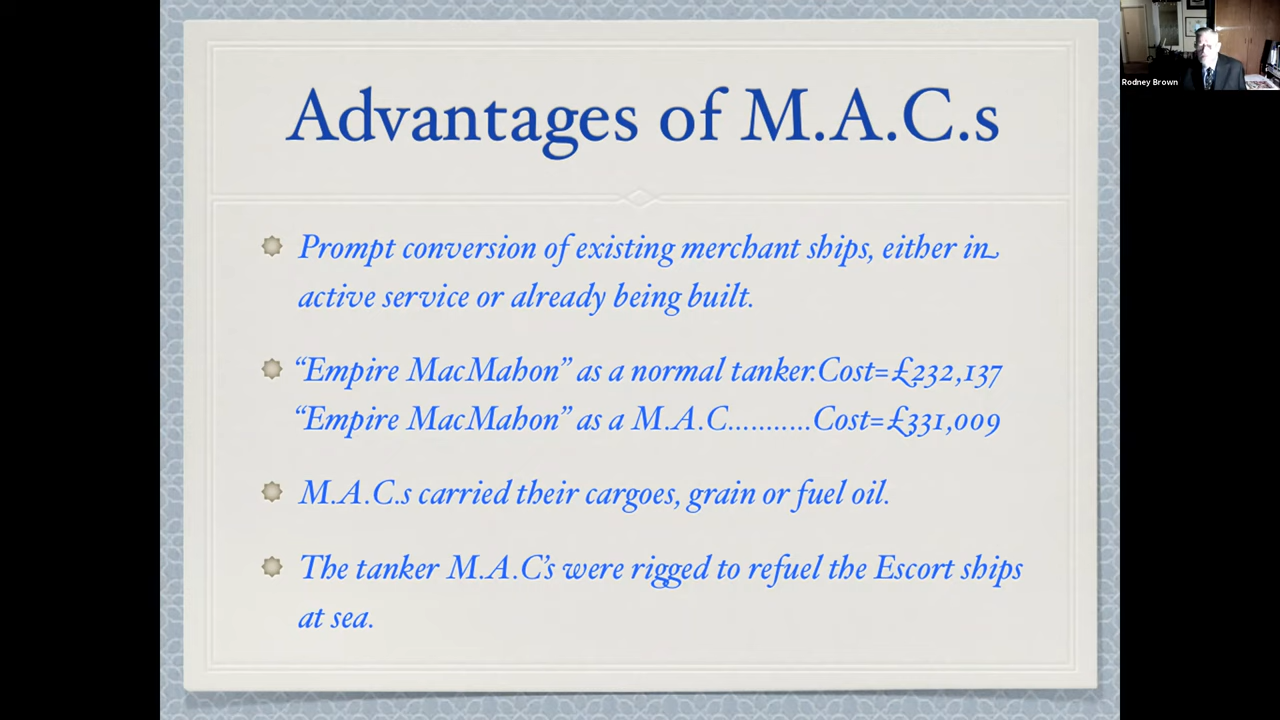 Advantages of M.A.C.s
Prompt conversion of existing merchant ships, either in
active service or already being built.
“Empire MacMahon” as a normal tanker.Cost=£232,137
“Empire MacMahon” as a M.A.C...........Cost=£331,009
M.A.C.s carried their cargoes, grain or fuel oil.
The tanker M.A.C’s were rigged to refuel the Escort ships
at sea.
Rodney Brown